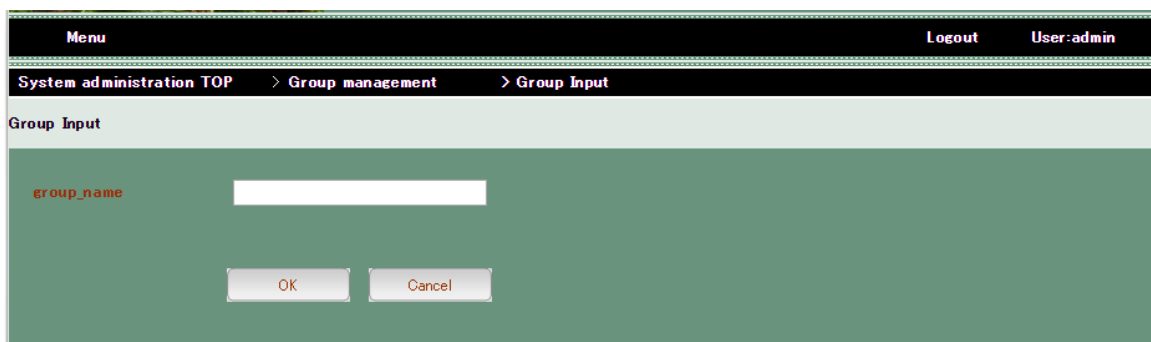 Menu Logout User:admin
System administration TOP > Group management > Group Input
Group Input
group_name
OK Cancel